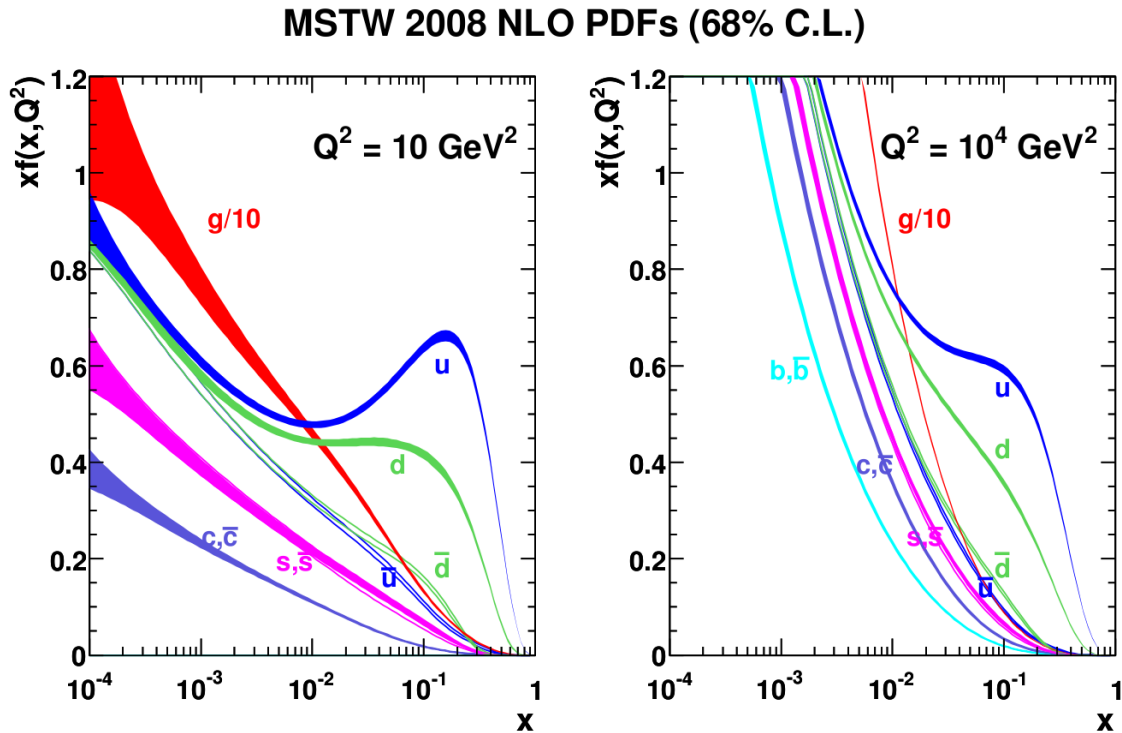 MSTW 2008 NLO PDFs (68% C.L.)
xf(x,Q²)
1.2
1
0.8
0.6
0.4
0.2
0
Q² = 10 GeV²
g/10
u
d
c,c̅
s,s̅
u̅
d̅
10⁻⁴
10⁻³
10⁻²
10⁻¹
1
x
xf(x,Q²)
1.2
1
0.8
0.6
0.4
0.2
0
Q² = 10⁴ GeV²
g/10
b,b̅
u
d
c,c̅
s,s̅
d̅
u̅
10⁻⁴
10⁻³
10⁻²
10⁻¹
1
x